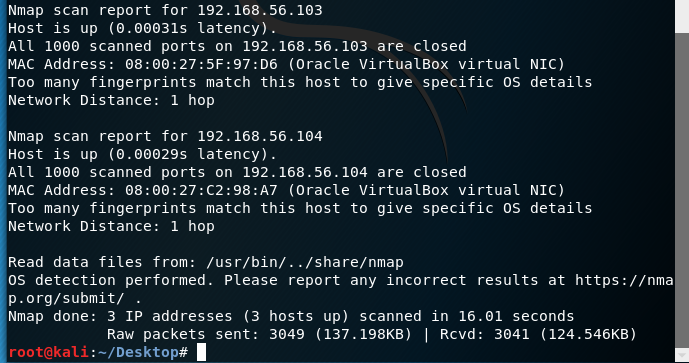 Nmap scan report for 192.168.56.103
Host is up (0.00031s latency).
All 1000 scanned ports on 192.168.56.103 are closed
MAC Address: 08:00:27:5F:97:D6 (Oracle VirtualBox virtual NIC)
Too many fingerprints match this host to give specific OS details
Network Distance: 1 hop

Nmap scan report for 192.168.56.104
Host is up (0.00029s latency).
All 1000 scanned ports on 192.168.56.104 are closed
MAC Address: 08:00:27:C2:98:A7 (Oracle VirtualBox virtual NIC)
Too many fingerprints match this host to give specific OS details
Network Distance: 1 hop

Read data files from: /usr/bin/../share/nmap
OS detection performed. Please report any incorrect results at https://nma
p.org/submit/ .
Nmap done: 3 IP addresses (3 hosts up) scanned in 16.01 seconds
           Raw packets sent: 3049 (137.198KB) | Rcvd: 3041 (124.546KB)
root@kali:~/Desktop#